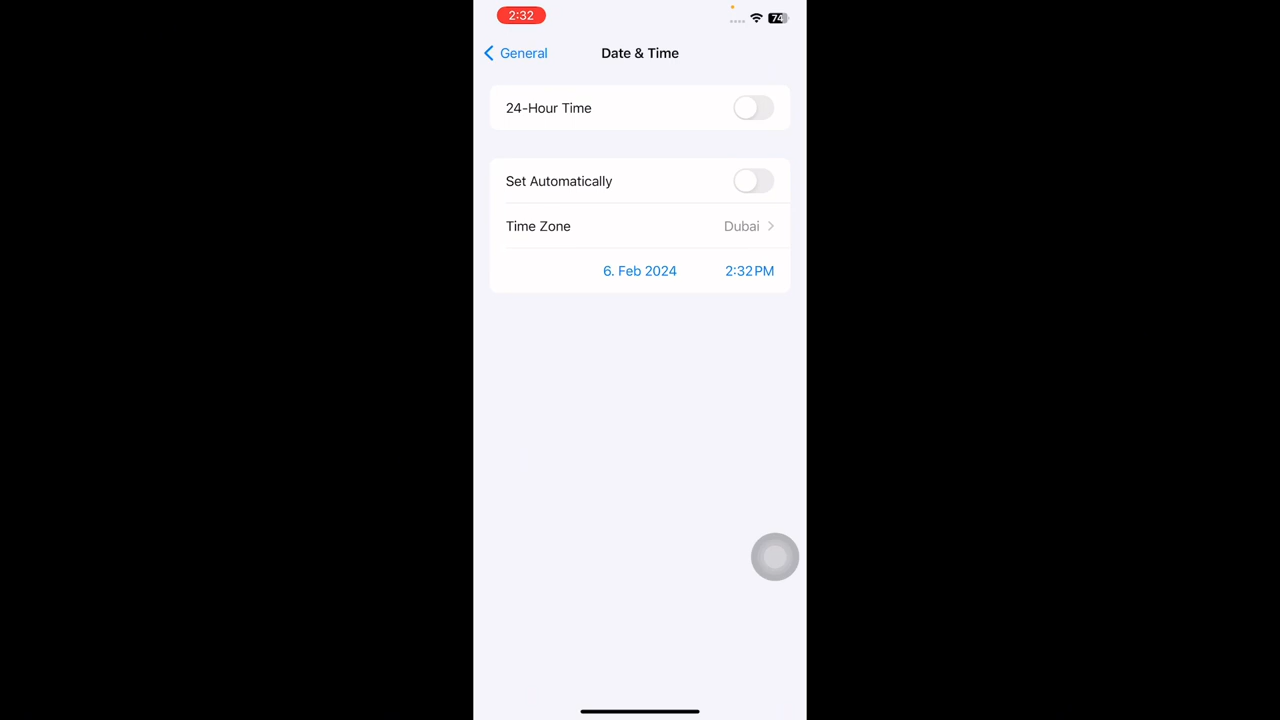 2:32
74
General
Date & Time
24-Hour Time
Set Automatically
Time Zone Dubai
6. Feb 2024 2:32 PM